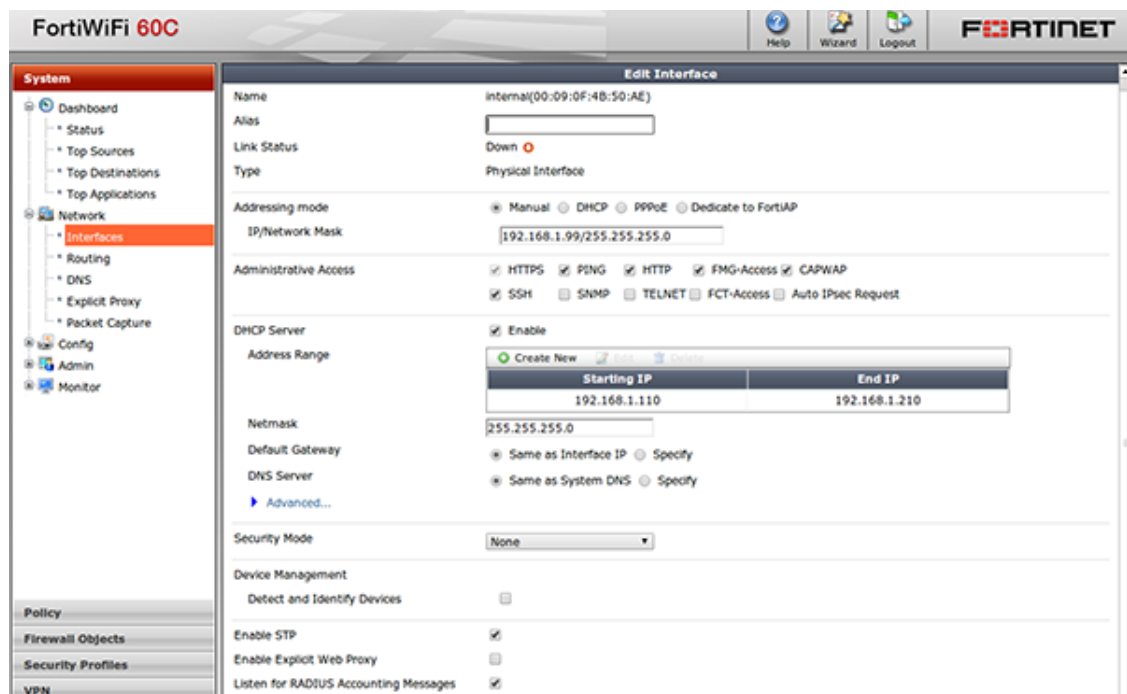 FortiWiFi 60C
Help
Wizard
Logout
FORTINET
System
Dashboard
Status
Top Sources
Top Destinations
Top Applications
Network
Interfaces
Routing
DNS
Explicit Proxy
Packet Capture
Config
Admin
Monitor
Policy
Firewall Objects
Security Profiles
VPN
Edit Interface
Name internal(00:09:0F:4B:50:AE)
Alias
Link Status Down
Type Physical Interface
Addressing mode Manual DHCP PPPoE Dedicate to FortiAP
IP/Network Mask 192.168.1.99/255.255.255.0
Administrative Access HTTPS PING HTTP FMG-Access CAPWAP
SSH SNMP TELNET FCT-Access Auto IPsec Request
DHCP Server Enable
Address Range Create New Edit Delete
Starting IP End IP
192.168.1.110 192.168.1.210
Netmask 255.255.255.0
Default Gateway Same as Interface IP Specify
DNS Server Same as System DNS Specify
Advanced...
Security Mode None
Device Management
Detect and Identify Devices
Enable STP
Enable Explicit Web Proxy
Listen for RADIUS Accounting Messages